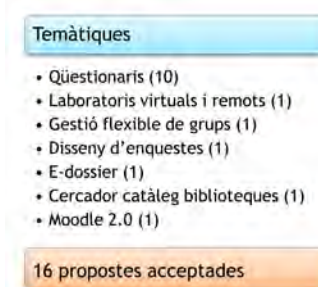 Temàtiques
• Qüestionaris (10)
• Laboratoris virtuals i remots (1)
• Gestió flexible de grups (1)
• Disseny d'enquestes (1)
• E-dossier (1)
• Cercador catàleg biblioteques (1)
• Moodle 2.0 (1)
16 propostes acceptades